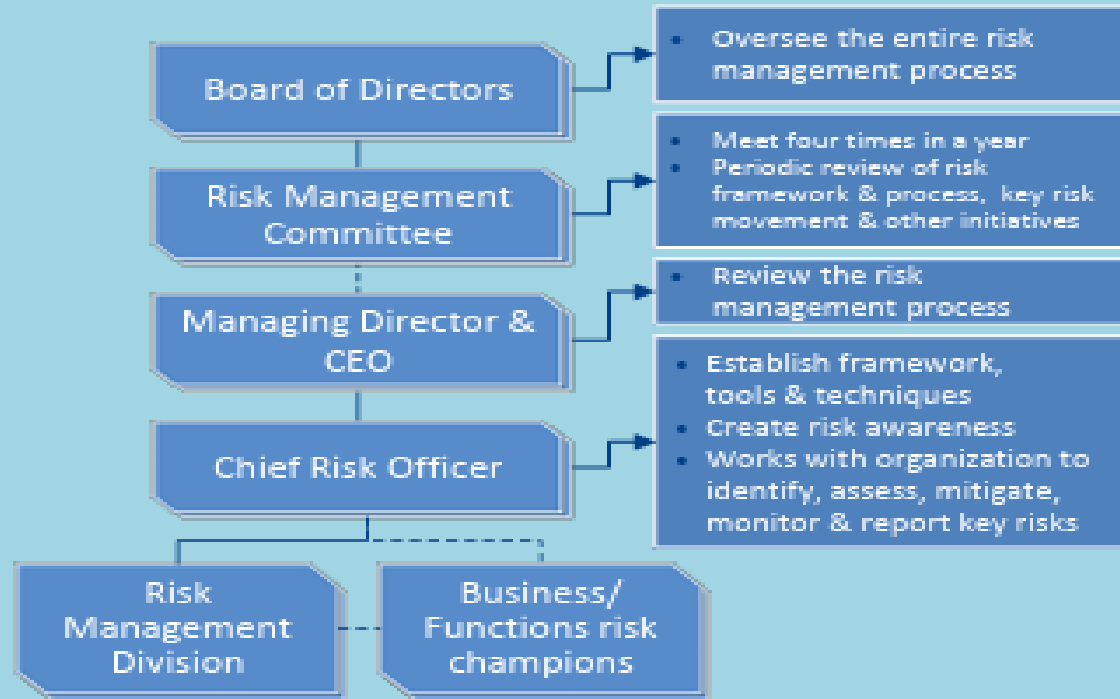 Board of Directors
• Oversee the entire risk
management process
Risk Management
Committee
• Meet four times in a year
• Periodic review of risk
framework & process, key risk
movement & other initiatives
Managing Director &
CEO
• Review the risk
management process
Chief Risk Officer
• Establish framework,
tools & techniques
• Create risk awareness
• Works with organization to
identify, assess, mitigate,
monitor & report key risks
Risk
Management
Division
Business/
Functions risk
champions